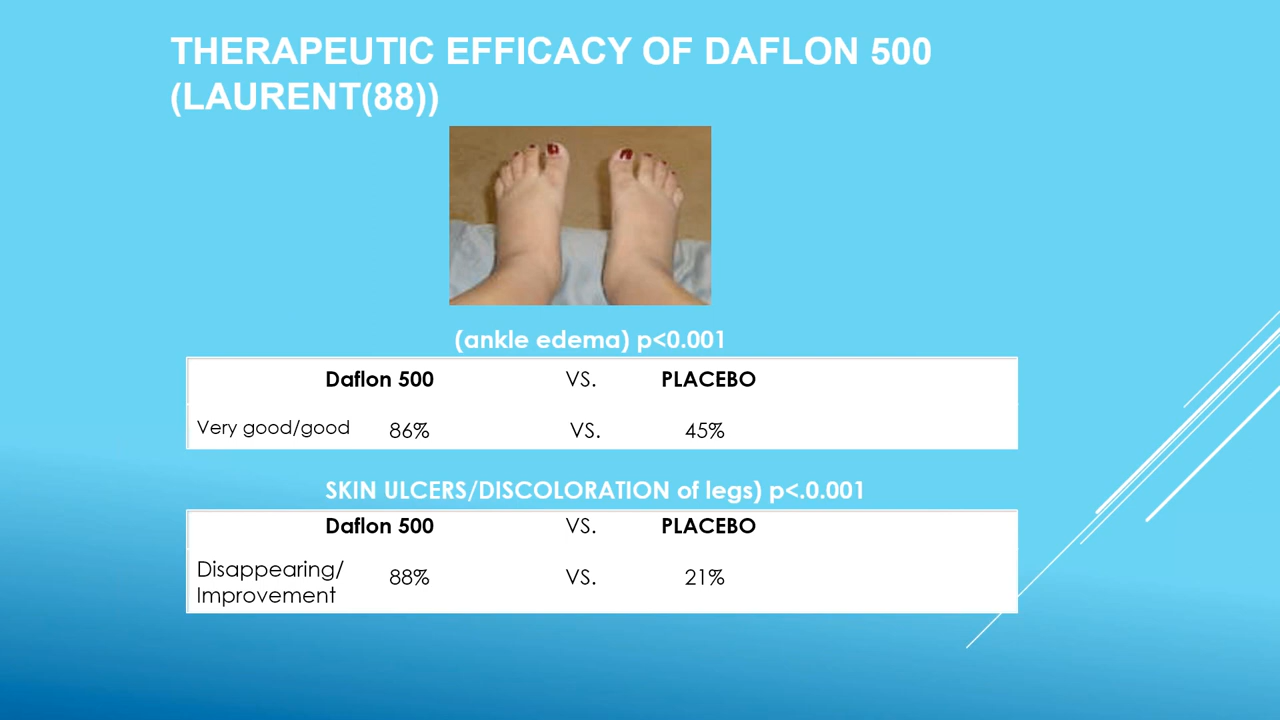 THERAPEUTIC EFFICACY OF DAFLON 500
(LAURENT(88))
(ankle edema) p<0.001
Daflon 500 VS. PLACEBO
Very good/good 86% VS. 45%
SKIN ULCERS/DISCOLORATION of legs) p<.0.001
Daflon 500 VS. PLACEBO
Disappearing/
Improvement 88% VS. 21%